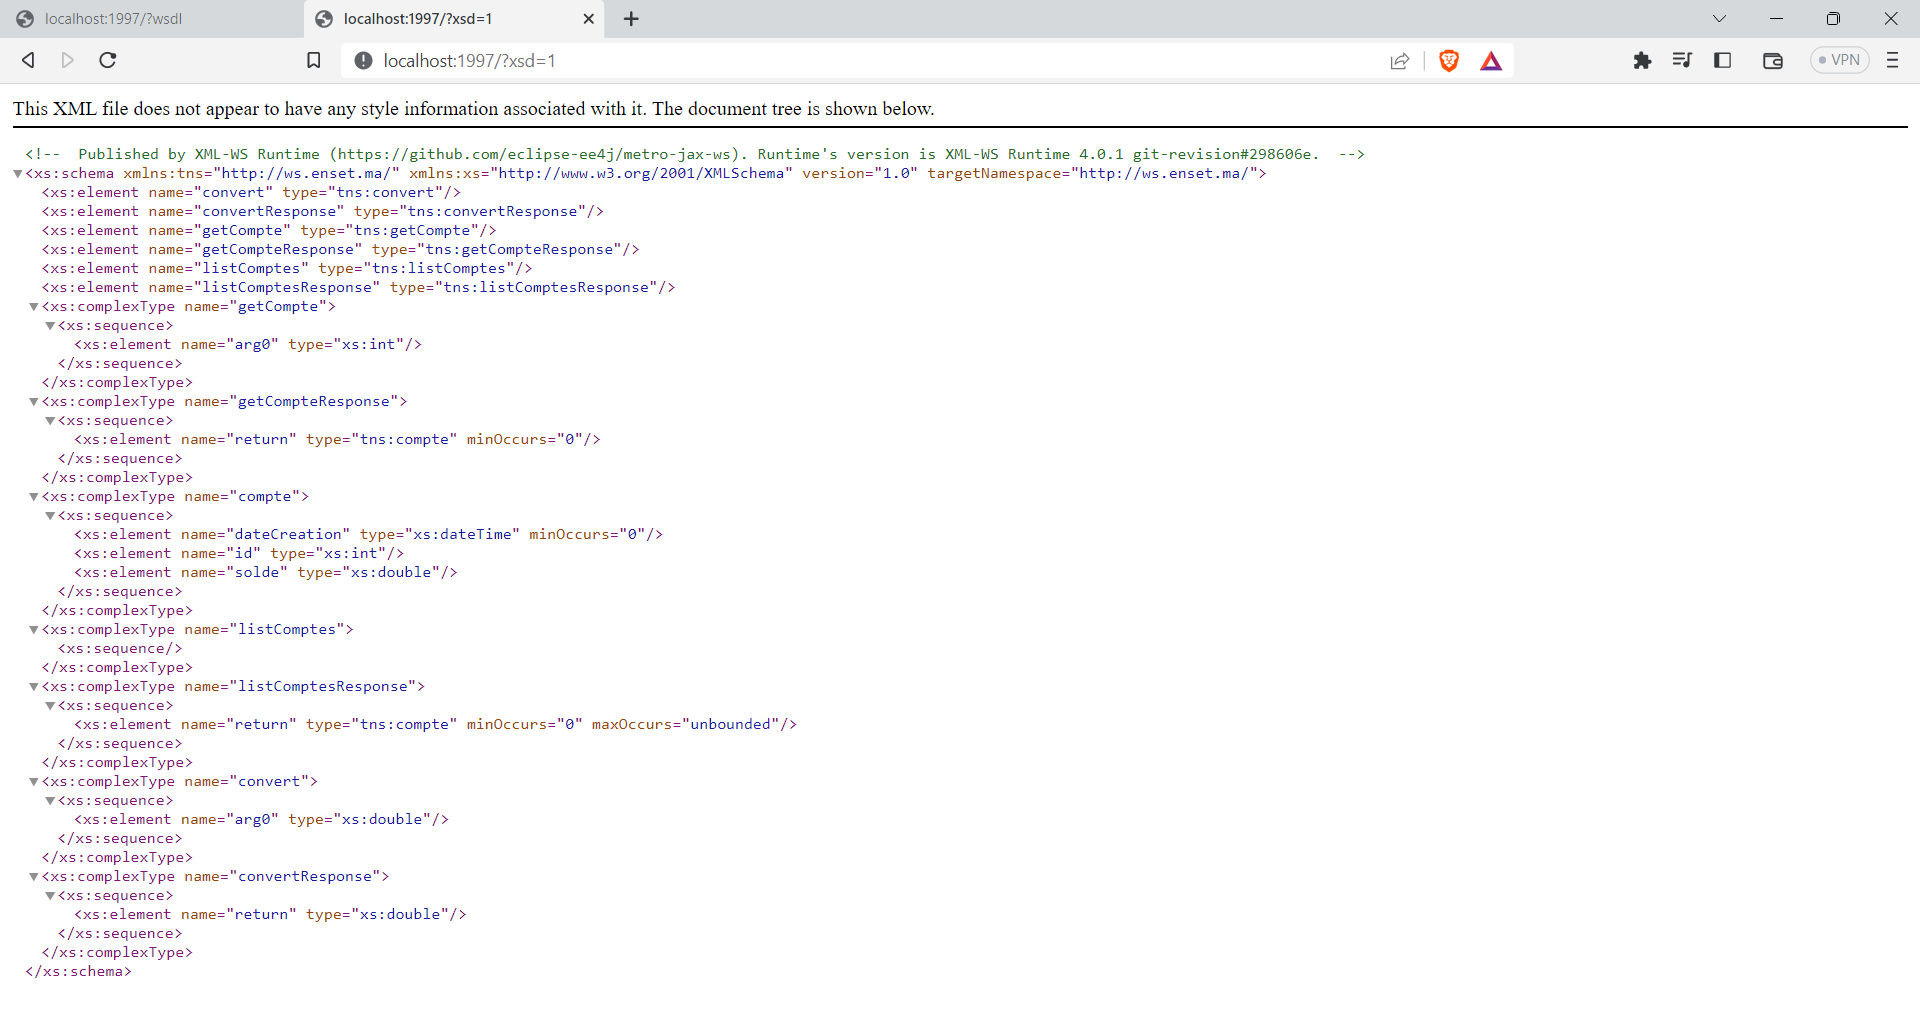 localhost:1997/?wsdl
localhost:1997/?xsd=1
localhost:1997/?xsd=1
VPN
This XML file does not appear to have any style information associated with it. The document tree is shown below.
<!-- Published by XML-WS Runtime (https://github.com/eclipse-ee4j/metro-jax-ws). Runtime's version is XML-WS Runtime 4.0.1 git-revision#298606e. -->
▼<xs:schema xmlns:tns="http://ws.enset.ma/" xmlns:xs="http://www.w3.org/2001/XMLSchema" version="1.0" targetNamespace="http://ws.enset.ma/">
<xs:element name="convert" type="tns:convert"/>
<xs:element name="convertResponse" type="tns:convertResponse"/>
<xs:element name="getCompte" type="tns:getCompte"/>
<xs:element name="getCompteResponse" type="tns:getCompteResponse"/>
<xs:element name="listComptes" type="tns:listComptes"/>
<xs:element name="listComptesResponse" type="tns:listComptesResponse"/>
▼<xs:complexType name="getCompte">
▼<xs:sequence>
<xs:element name="arg0" type="xs:int"/>
</xs:sequence>
</xs:complexType>
▼<xs:complexType name="getCompteResponse">
▼<xs:sequence>
<xs:element name="return" type="tns:compte" minOccurs="0"/>
</xs:sequence>
</xs:complexType>
▼<xs:complexType name="compte">
▼<xs:sequence>
<xs:element name="dateCreation" type="xs:dateTime" minOccurs="0"/>
<xs:element name="id" type="xs:int"/>
<xs:element name="solde" type="xs:double"/>
</xs:sequence>
</xs:complexType>
▼<xs:complexType name="listComptes">
<xs:sequence/>
</xs:complexType>
▼<xs:complexType name="listComptesResponse">
▼<xs:sequence>
<xs:element name="return" type="tns:compte" minOccurs="0" maxOccurs="unbounded"/>
</xs:sequence>
</xs:complexType>
▼<xs:complexType name="convert">
▼<xs:sequence>
<xs:element name="arg0" type="xs:double"/>
</xs:sequence>
</xs:complexType>
▼<xs:complexType name="convertResponse">
▼<xs:sequence>
<xs:element name="return" type="xs:double"/>
</xs:sequence>
</xs:complexType>
</xs:schema>